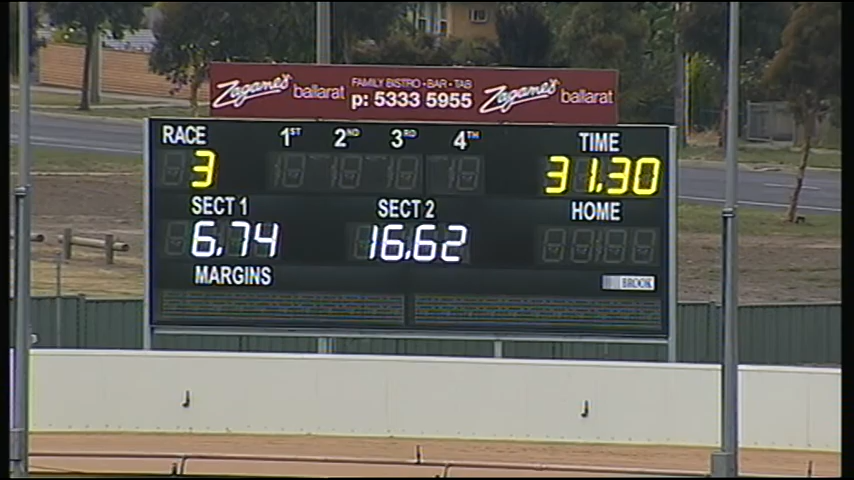 Zagame's ballarat FAMILY BISTRO • BAR • TAB Zagame's ballarat
p: 5333 5955
RACE 1ST 2ND 3RD 4TH TIME
3 31.30
SECT 1 SECT 2 HOME
6.74 16.62
MARGINS
BROOK